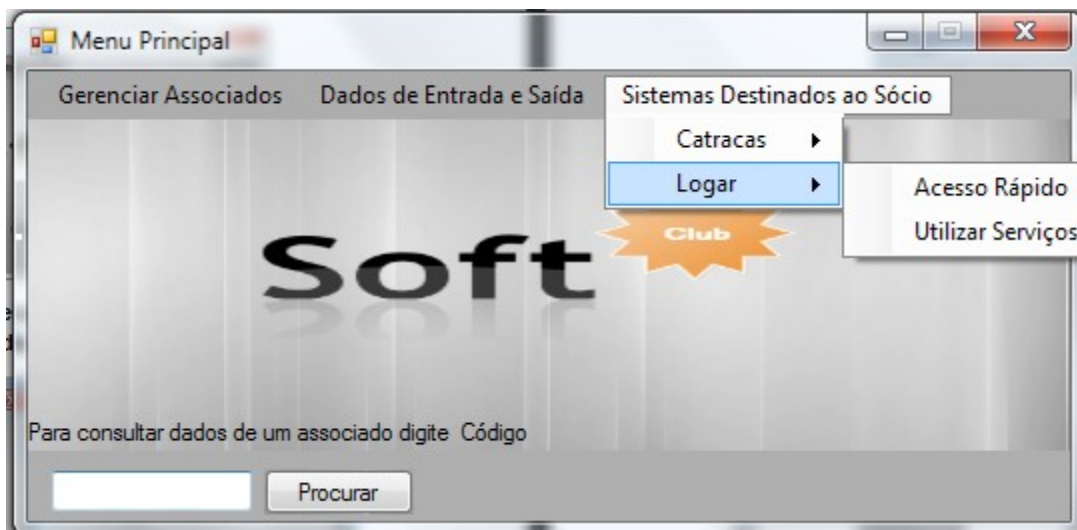 Menu Principal
Gerenciar Associados Dados de Entrada e Saída Sistemas Destinados ao Sócio
Catracas
Logar
Acesso Rápido
Utilizar Serviços
Soft
Club
Para consultar dados de um associado digite Código
Procurar